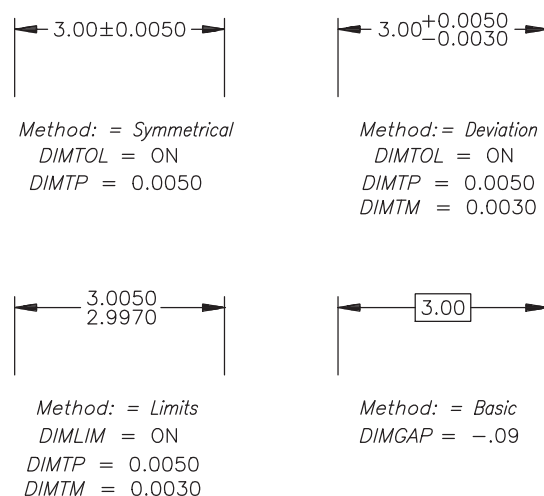 3.00±0.0050
Method: = Symmetrical
DIMTOL = ON
DIMTP = 0.0050
3.00 +0.0050
-0.0030
Method:= Deviation
DIMTOL = ON
DIMTP = 0.0050
DIMTM = 0.0030
3.0050
2.9970
Method: = Limits
DIMLIM = ON
DIMTP = 0.0050
DIMTM = 0.0030
3.00
Method: = Basic
DIMGAP = -.09